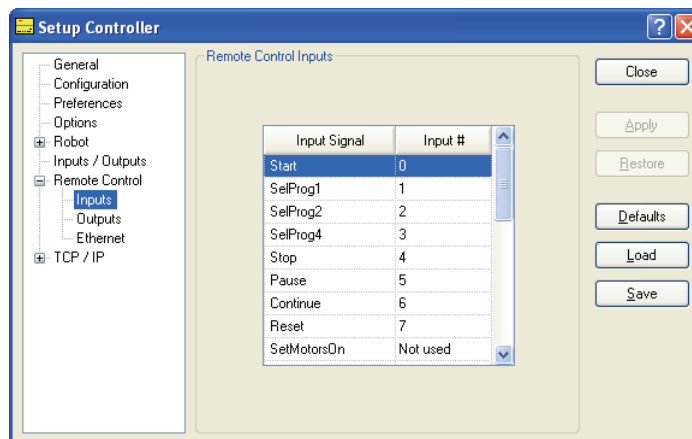 Setup Controller
General
Configuration
Preferences
Options
Robot
Inputs / Outputs
Remote Control
Inputs
Outputs
Ethernet
TCP / IP
Remote Control Inputs
Input Signal Input #
Start 0
SelProg1 1
SelProg2 2
SelProg4 3
Stop 4
Pause 5
Continue 6
Reset 7
SetMotorsOn Not used
Close
Apply
Restore
Defaults
Load
Save